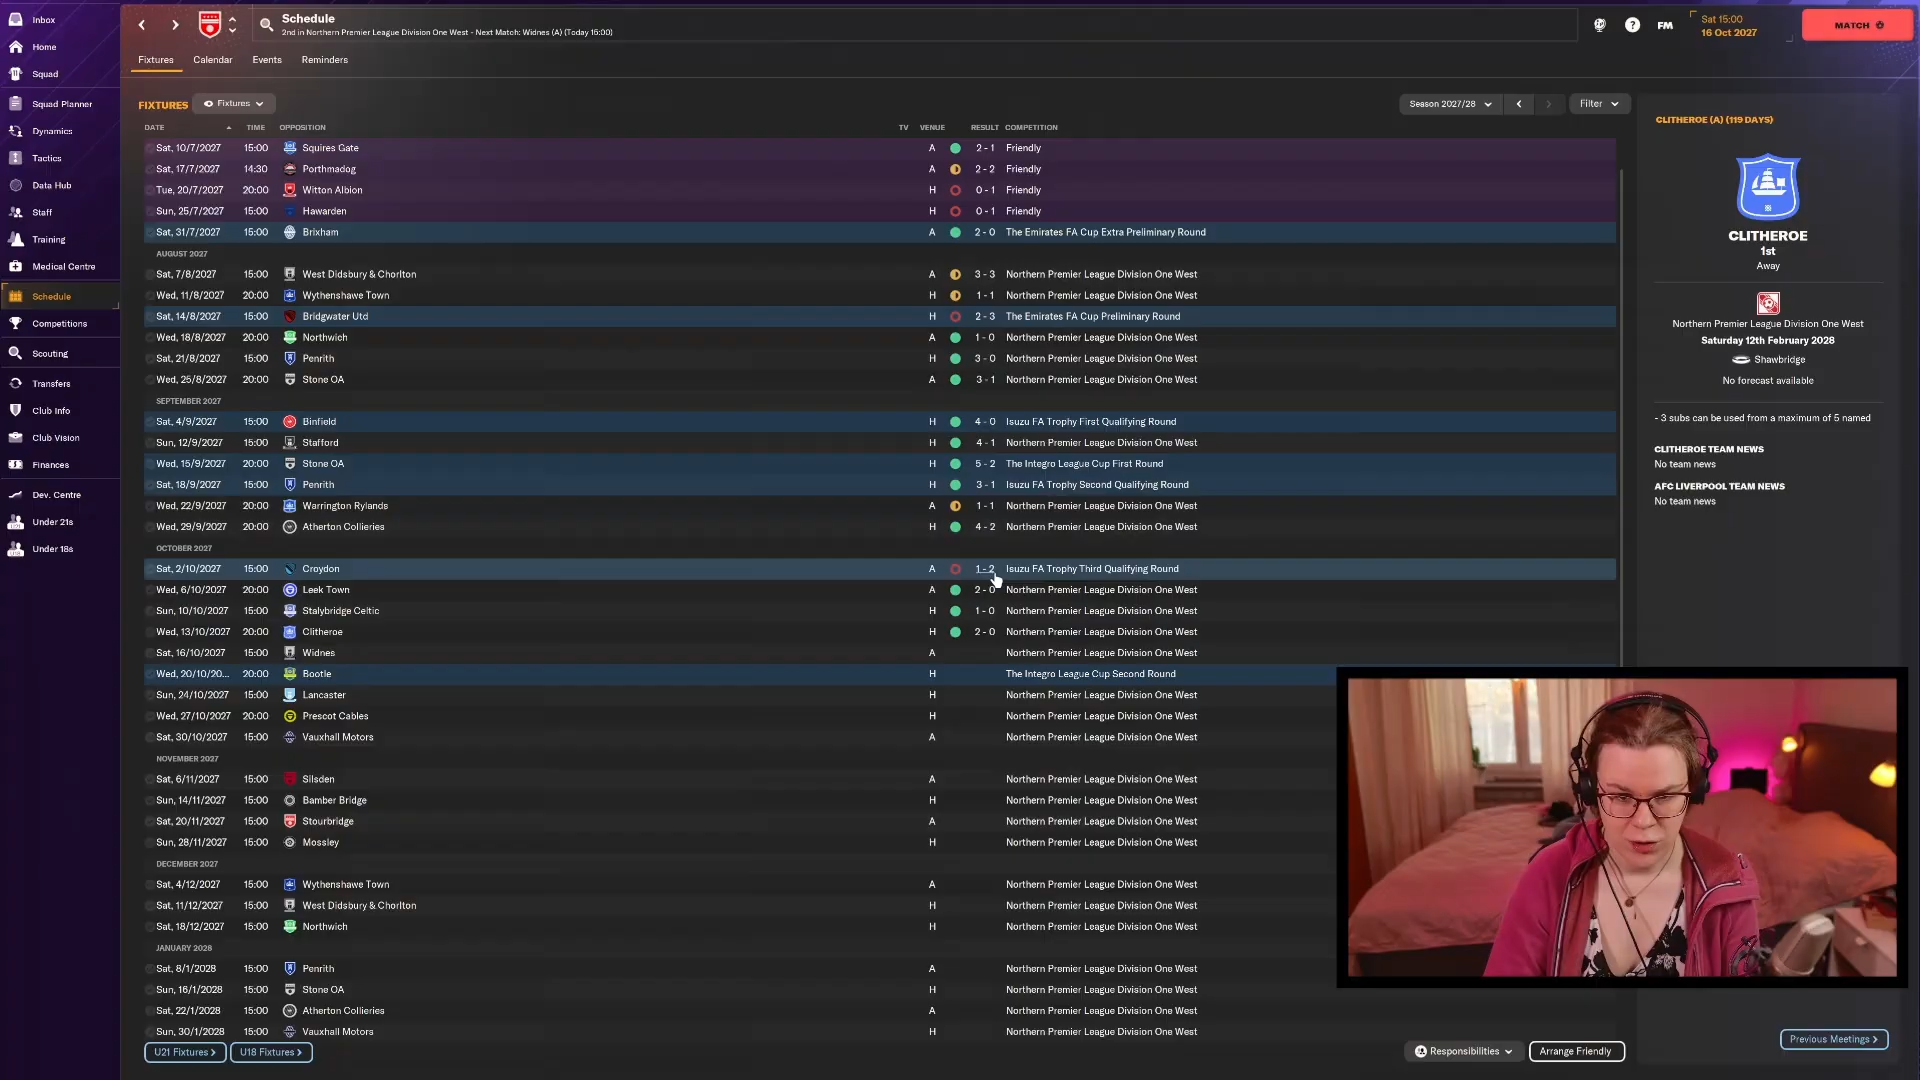 Inbox
Home
Squad
Squad Planner
Dynamics
Tactics
Data Hub
Staff
Training
Medical Centre
Schedule
Competitions
Scouting
Transfers
Club Info
Club Vision
Finances
Dev. Centre
Under 21s
Under 18s
Schedule
2nd in Northern Premier League Division One West - Next Match: Widnes (A) (Today 15:00)
FM
Sat 15:00
16 Oct 2027
MATCH
Fixtures Calendar Events Reminders
FIXTURES Fixtures Season 2027/28 Filter
DATE TIME OPPOSITION TV VENUE RESULT COMPETITION
Sat, 10/7/2027 15:00 Squires Gate A 2 - 1 Friendly
Sat, 17/7/2027 14:30 Porthmadog A 2 - 2 Friendly
Tue, 20/7/2027 20:00 Witton Albion H 0 - 1 Friendly
Sun, 25/7/2027 15:00 Hawarden H 0 - 1 Friendly
Sat, 31/7/2027 15:00 Brixham A 2 - 0 The Emirates FA Cup Extra Preliminary Round
AUGUST 2027
Sat, 7/8/2027 15:00 West Didsbury & Chorlton A 3 - 3 Northern Premier League Division One West
Wed, 11/8/2027 20:00 Wythenshawe Town H 1 - 1 Northern Premier League Division One West
Sat, 14/8/2027 15:00 Bridgwater Utd H 2 - 3 The Emirates FA Cup Preliminary Round
Wed, 18/8/2027 20:00 Northwich A 1 - 0 Northern Premier League Division One West
Sat, 21/8/2027 15:00 Penrith H 3 - 0 Northern Premier League Division One West
Wed, 25/8/2027 20:00 Stone OA A 3 - 1 Northern Premier League Division One West
SEPTEMBER 2027
Sat, 4/9/2027 15:00 Binfield H 4 - 0 Isuzu FA Trophy First Qualifying Round
Sun, 12/9/2027 15:00 Stafford H 4 - 1 Northern Premier League Division One West
Wed, 15/9/2027 20:00 Stone OA H 5 - 2 The Integro League Cup First Round
Sat, 18/9/2027 15:00 Penrith H 3 - 1 Isuzu FA Trophy Second Qualifying Round
Wed, 22/9/2027 20:00 Warrington Rylands A 1 - 1 Northern Premier League Division One West
Wed, 29/9/2027 20:00 Atherton Collieries H 4 - 2 Northern Premier League Division One West
OCTOBER 2027
Sat, 2/10/2027 15:00 Croydon A 1 - 2 Isuzu FA Trophy Third Qualifying Round
Wed, 6/10/2027 20:00 Leek Town A 2 - 0 Northern Premier League Division One West
Sun, 10/10/2027 15:00 Stalybridge Celtic H 1 - 0 Northern Premier League Division One West
Wed, 13/10/2027 20:00 Clitheroe H 2 - 0 Northern Premier League Division One West
Sat, 16/10/2027 15:00 Widnes A Northern Premier League Division One West
Wed, 20/10/20... 20:00 Bootle H The Integro League Cup Second Round
Sun, 24/10/2027 15:00 Lancaster H Northern Premier League Division One West
Wed, 27/10/2027 20:00 Prescot Cables H Northern Premier League Division One West
Sat, 30/10/2027 15:00 Vauxhall Motors A Northern Premier League Division One West
NOVEMBER 2027
Sat, 6/11/2027 15:00 Silsden A Northern Premier League Division One West
Sun, 14/11/2027 15:00 Bamber Bridge H Northern Premier League Division One West
Sat, 20/11/2027 15:00 Stourbridge A Northern Premier League Division One West
Sun, 28/11/2027 15:00 Mossley H Northern Premier League Division One West
DECEMBER 2027
Sat, 4/12/2027 15:00 Wythenshawe Town A Northern Premier League Division One West
Sat, 11/12/2027 15:00 West Didsbury & Chorlton H Northern Premier League Division One West
Sat, 18/12/2027 15:00 Northwich H Northern Premier League Division One West
JANUARY 2028
Sat, 8/1/2028 15:00 Penrith A Northern Premier League Division One West
Sun, 16/1/2028 15:00 Stone OA H Northern Premier League Division One West
Sat, 22/1/2028 15:00 Atherton Collieries A Northern Premier League Division One West
Sun, 30/1/2028 15:00 Vauxhall Motors H Northern Premier League Division One West
U21 Fixtures > U18 Fixtures > Responsibilities Arrange Friendly
CLITHEROE (A) (119 DAYS)
CLITHEROE
1st
Away
Northern Premier League Division One West
Saturday 12th February 2028
Shawbridge
No forecast available
- 3 subs can be used from a maximum of 5 named
CLITHEROE TEAM NEWS
No team news
AFC LIVERPOOL TEAM NEWS
No team news
Previous Meetings >